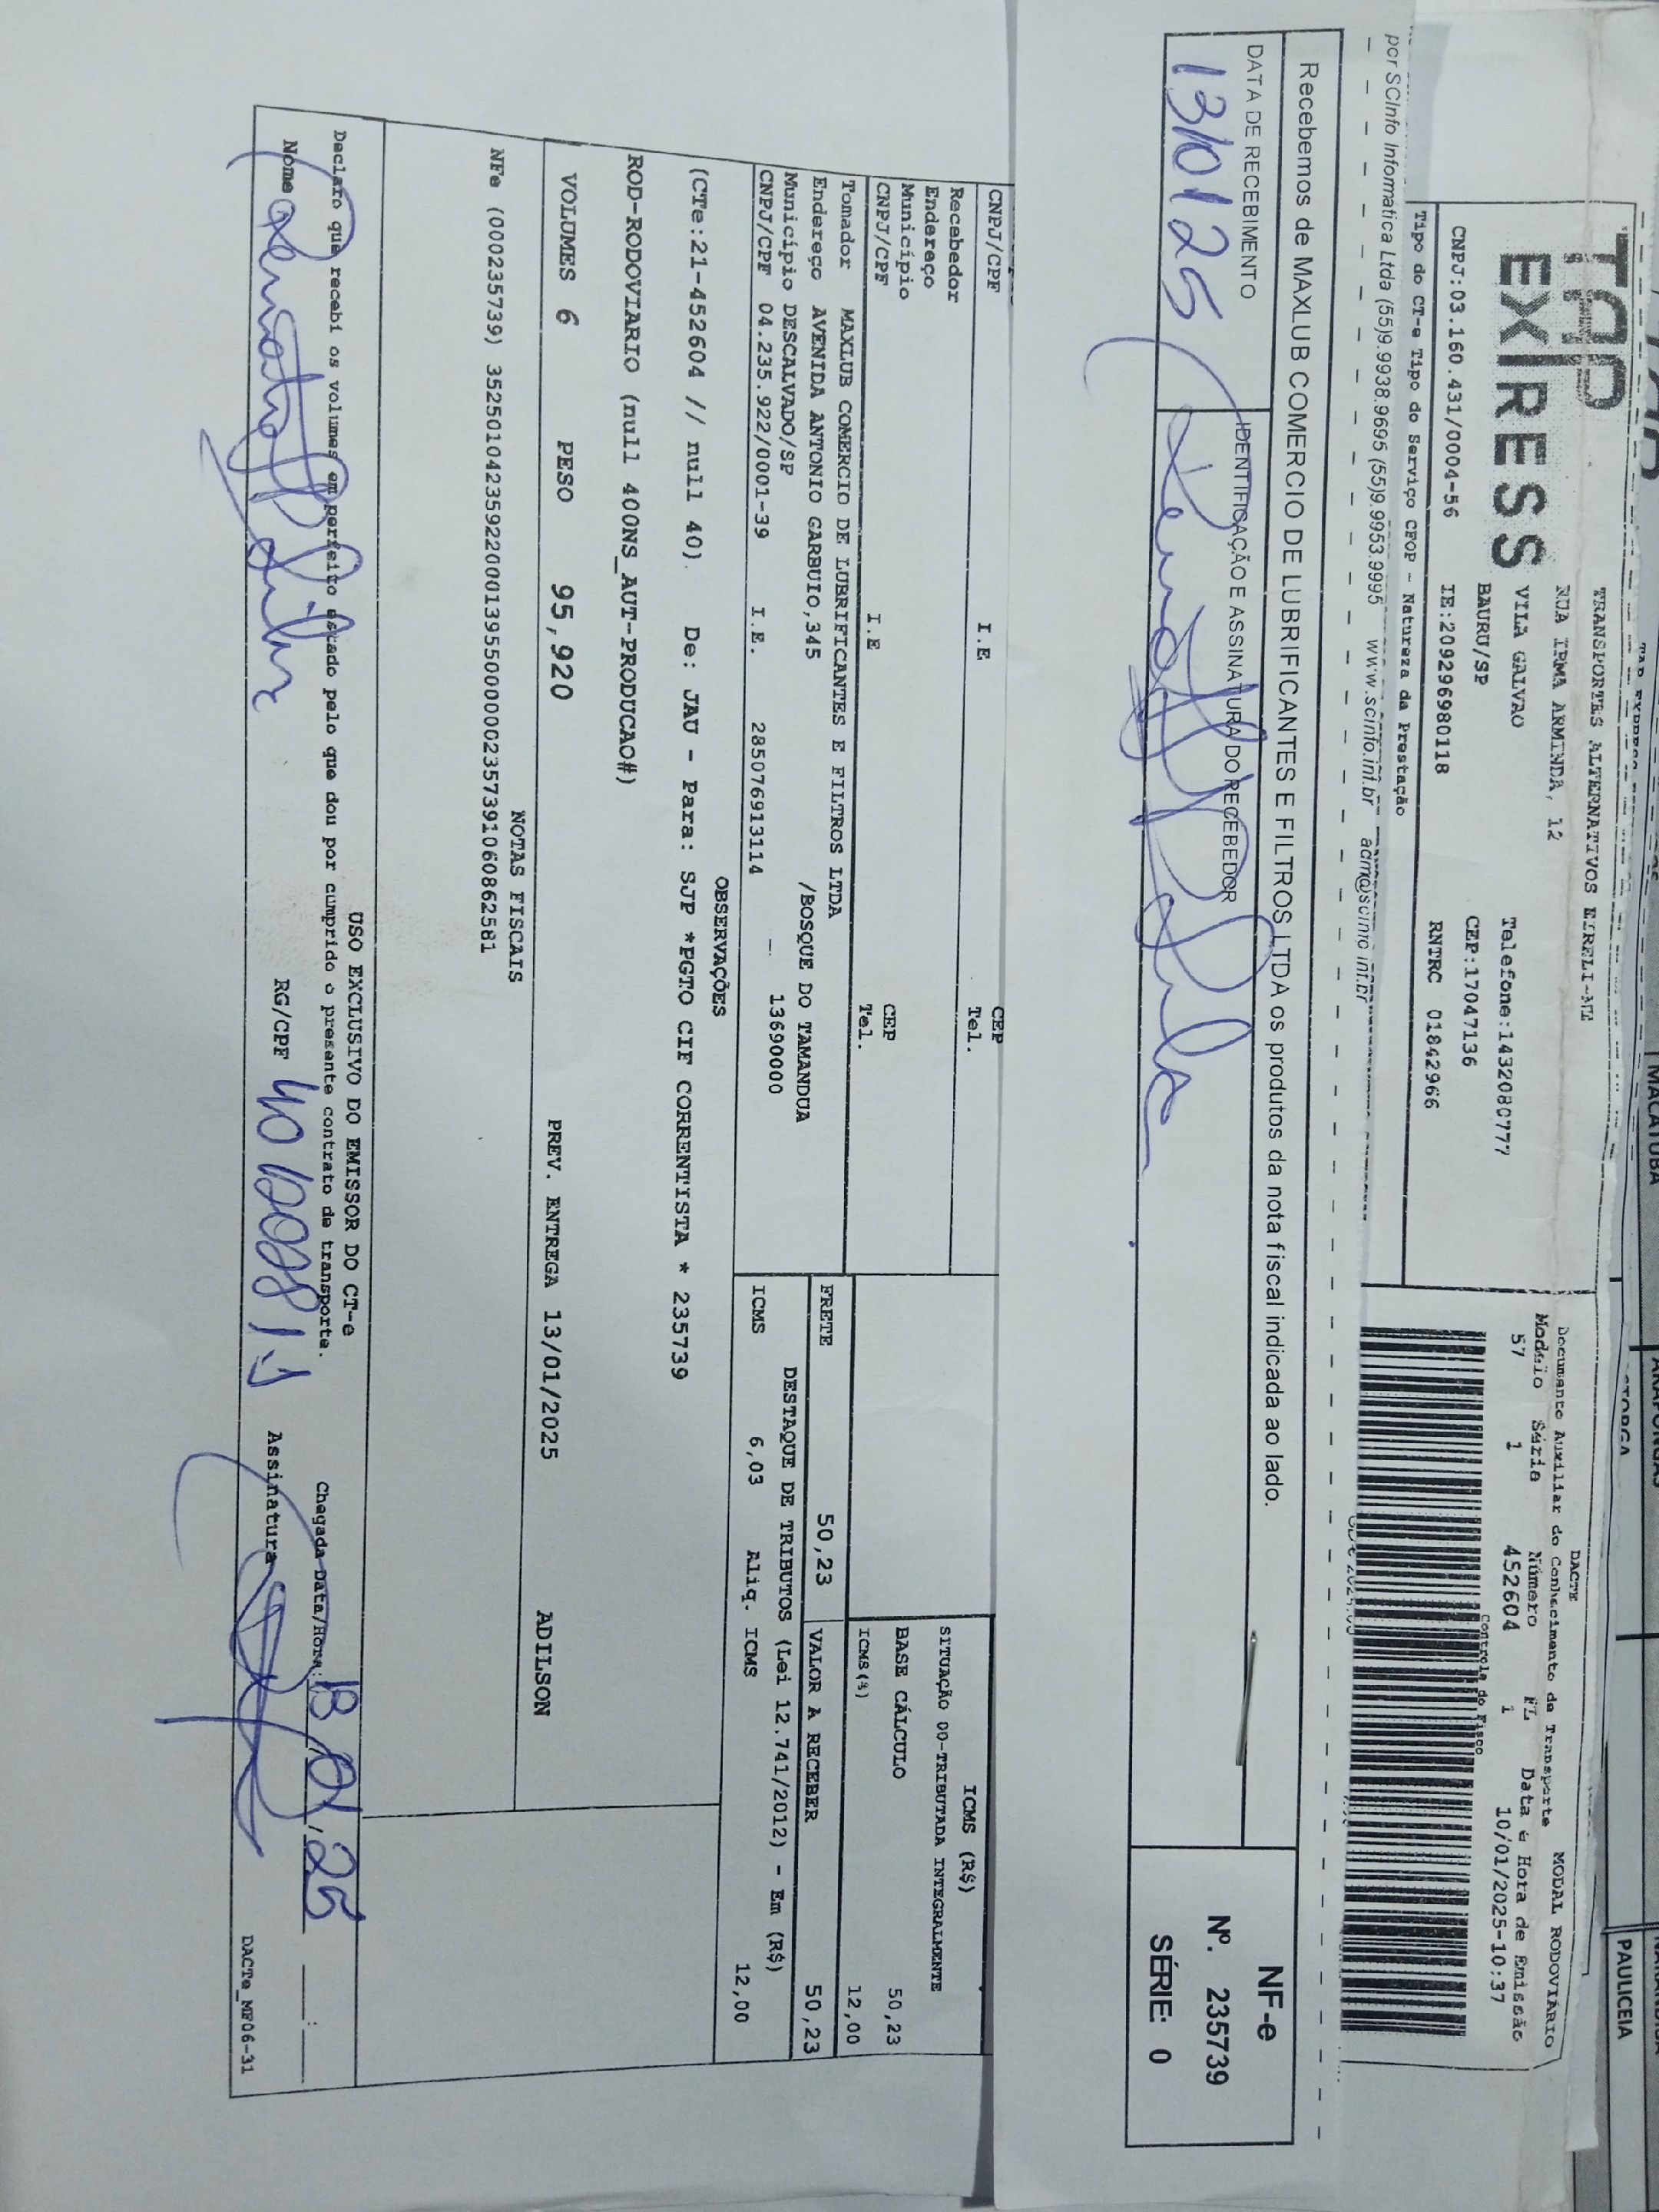 TAP
EXPRESS
TRANSPORTES ALTERNATIVOS EIRELI-ME
RUA IRMA ARMINDA, 12
VILA GALVAO
BAURU/SP
Telefone:1432080777
CEP:17047136
CNPJ:03.160.431/0004-56 IE:209296980118 RNTRC 01842966
Tipo do CT-e Tipo do Serviço CFOP - Natureza da Prestação
DACTE
Documento Auxiliar do Conhecimento de Transporte
MODAL RODOVIÁRIO
Modelo Série Número FL Data e Hora de Emissão
57 1 452604 1 10/01/2025-10:37
Controle do Fisco
MACATUBA
PAULICEIA
por SCInfo Informatica Ltda (55)9.9938.9695 (55)9.9953.9995 www.scinfo.inf.br adm@scinfo.inf.br
Recebemos de MAXLUB COMERCIO DE LUBRIFICANTES E FILTROS LTDA os produtos da nota fiscal indicada ao lado.
DATA DE RECEBIMENTO
IDENTIFICAÇÃO E ASSINATURA DO RECEBEDOR
NF-e
Nº. 235739
SÉRIE: 0
CNPJ/CPF I.E CEP
Recebedor Tel.
Endereço
Município CEP
CNPJ/CPF I.E Tel.
Tomador MAXLUB COMERCIO DE LUBRIFICANTES E FILTROS LTDA
Endereço AVENIDA ANTONIO GARBUIO,345 /BOSQUE DO TAMANDUA
Município DESCALVADO/SP 13690000
CNPJ/CPF 04.235.922/0001-39 I.E. 285076913114
ICMS (R$)
SITUAÇÃO 00-TRIBUTADA INTEGRALMENTE
BASE CÁLCULO 50,23
ICMS(%) 12,00
FRETE 50,23 VALOR A RECEBER 50,23
DESTAQUE DE TRIBUTOS (Lei 12.741/2012) - Em (R$)
ICMS 6,03 Aliq. ICMS 12,00
OBSERVAÇÕES
(CTe:21-452604 // null 40). De: JAU - Para: SJP *PGTO CIF CORRENTISTA * 235739
ROD-RODOVIARIO (null 400NS_AUT--PRODUCAO#)
VOLUMES 6 PESO 95,920 PREV. ENTREGA 13/01/2025 ADILSON
NOTAS FISCAIS
NFe (000235739) 35250104235922000139550000002357391060862581
USO EXCLUSIVO DO EMISSOR DO CT-e
Declaro que recebi os volumes em perfeito estado pelo que dou por cumprido o presente contrato de transporte.
Chegada Data/Hora: 13/01/25 __:__
Nome RG/CPF Assinatura
DACTe_MF06-31